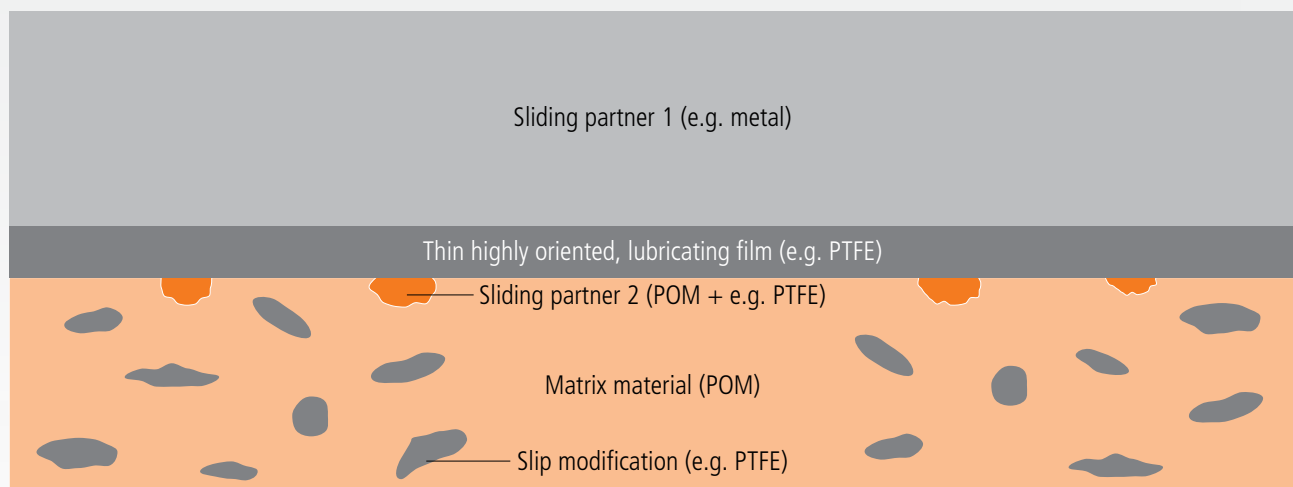 Sliding partner 1 (e.g. metal)
Thin highly oriented, lubricating film (e.g. PTFE)
Sliding partner 2 (POM + e.g. PTFE)
Matrix material (POM)
Slip modification (e.g. PTFE)